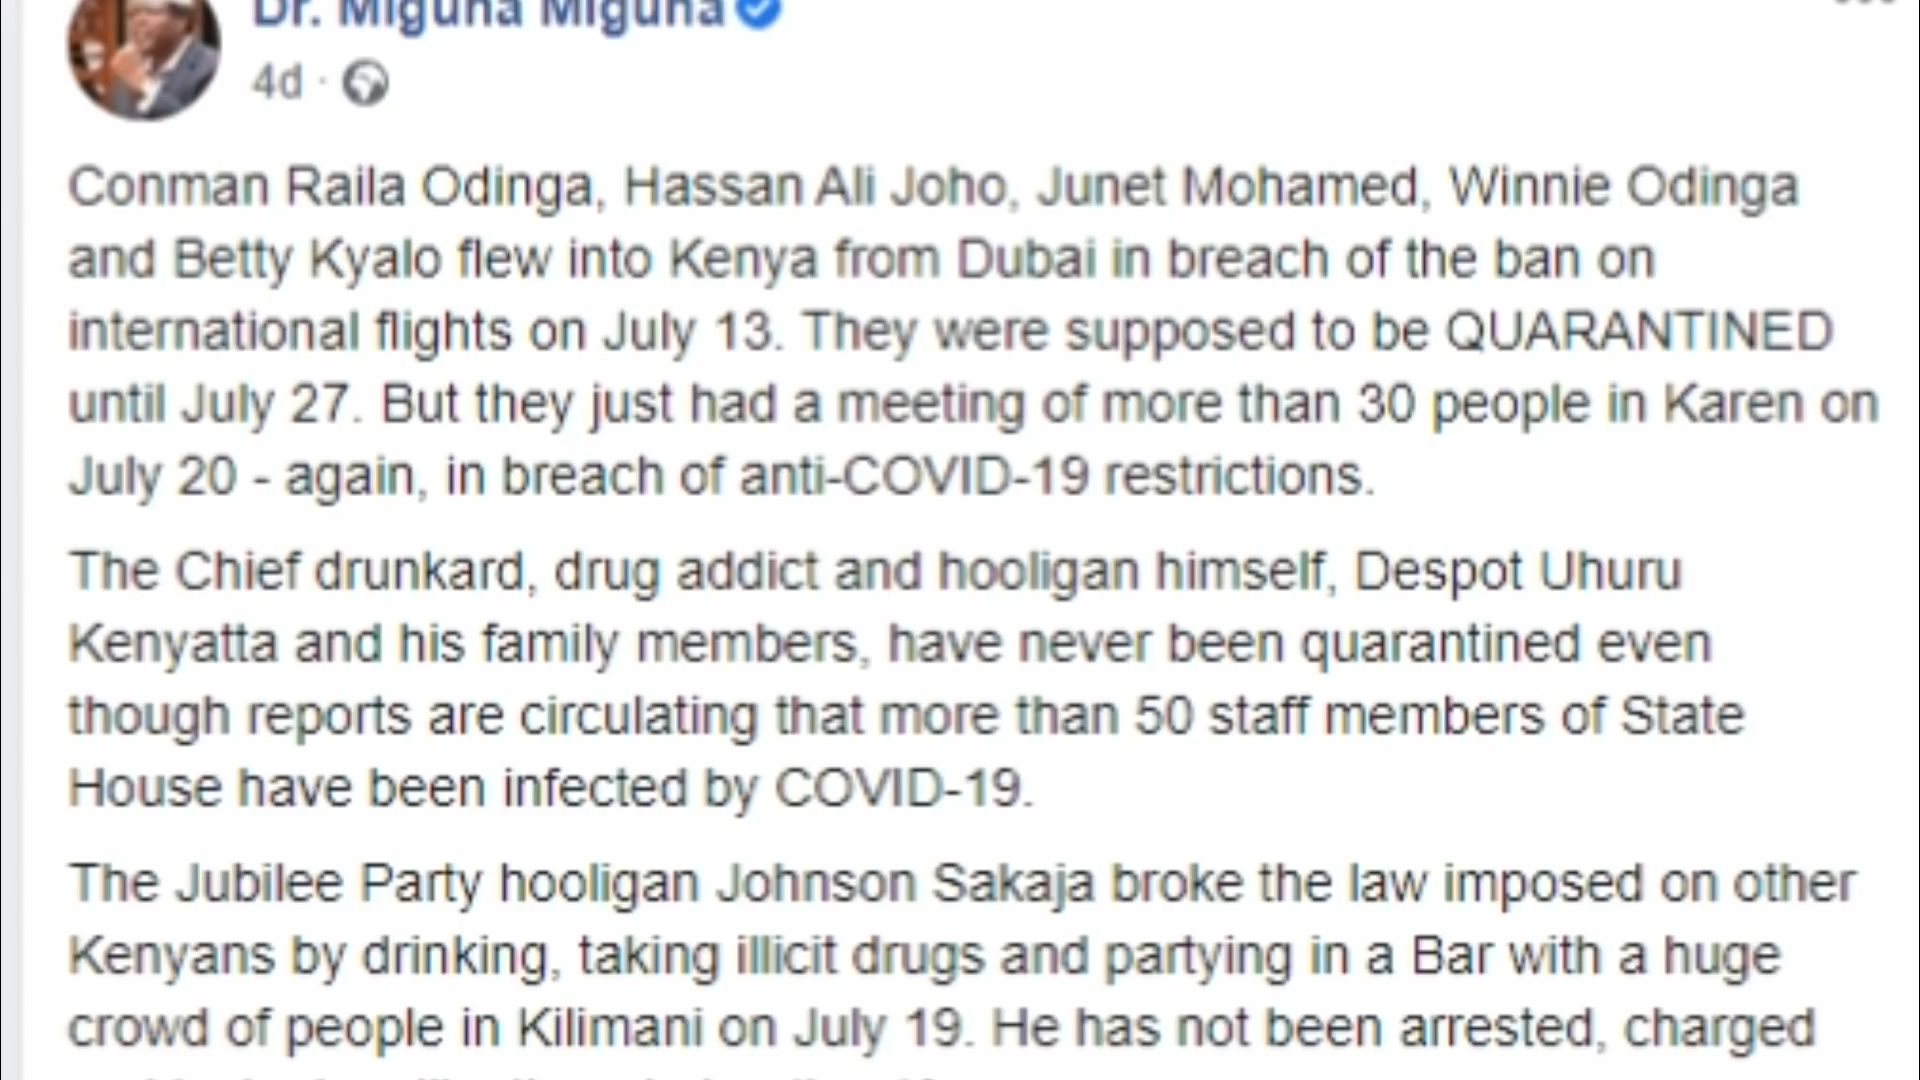 Dr. Miguna Miguna
4d ·
Conman Raila Odinga, Hassan Ali Joho, Junet Mohamed, Winnie Odinga
and Betty Kyalo flew into Kenya from Dubai in breach of the ban on
international flights on July 13. They were supposed to be QUARANTINED
until July 27. But they just had a meeting of more than 30 people in Karen on
July 20 - again, in breach of anti-COVID-19 restrictions.
The Chief drunkard, drug addict and hooligan himself, Despot Uhuru
Kenyatta and his family members, have never been quarantined even
though reports are circulating that more than 50 staff members of State
House have been infected by COVID-19.
The Jubilee Party hooligan Johnson Sakaja broke the law imposed on other
Kenyans by drinking, taking illicit drugs and partying in a Bar with a huge
crowd of people in Kilimani on July 19. He has not been arrested, charged